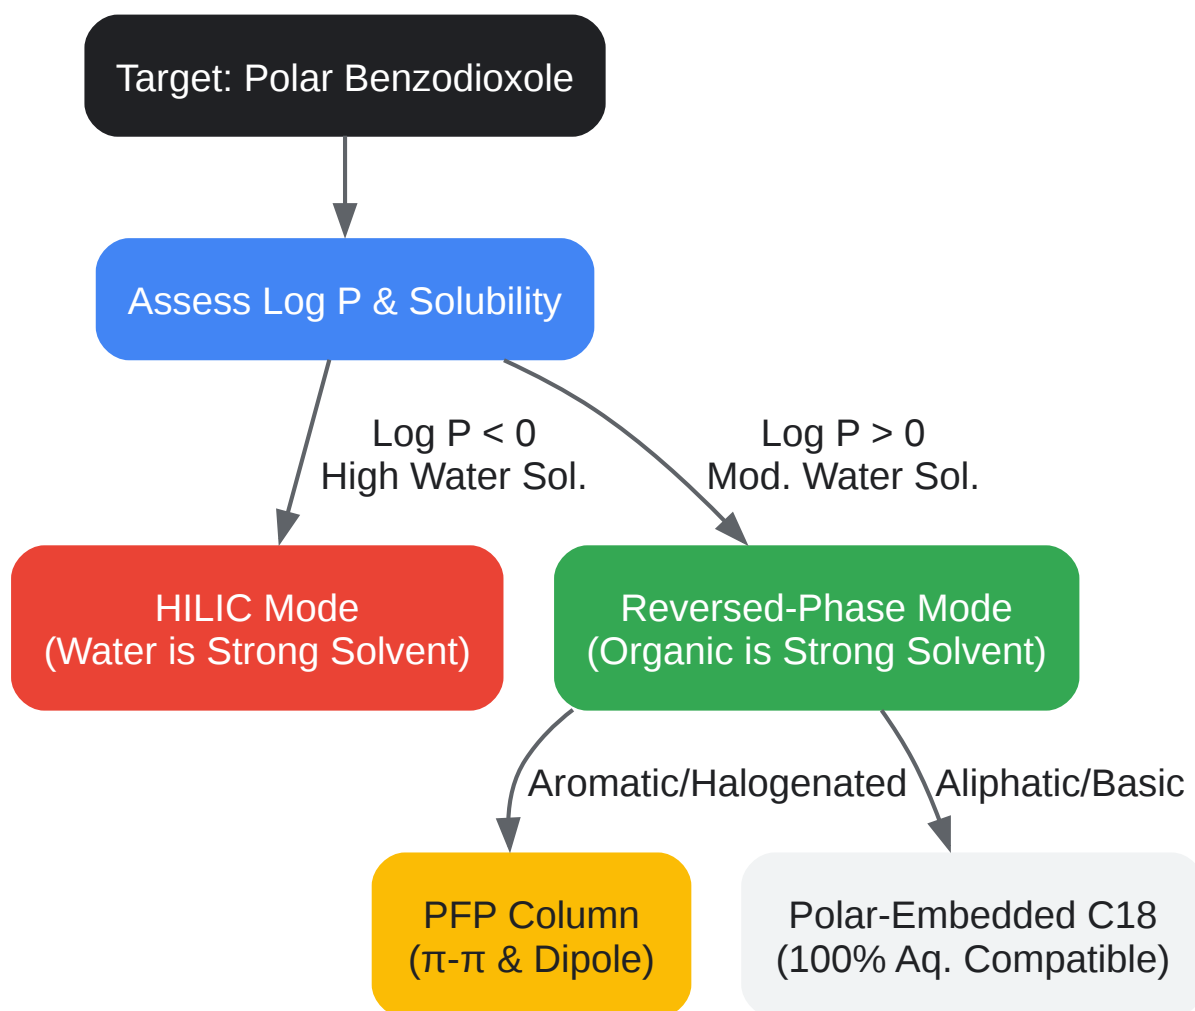 Target: Polar Benzodioxole
Assess Log P & Solubility
Log P < 0
High Water Sol.
Log P > 0
Mod. Water Sol.
HILIC Mode
(Water is Strong Solvent)
Reversed-Phase Mode
(Organic is Strong Solvent)
Aromatic/Halogenated
Aliphatic/Basic
PFP Column
(π-π & Dipole)
Polar-Embedded C18
(100% Aq. Compatible)